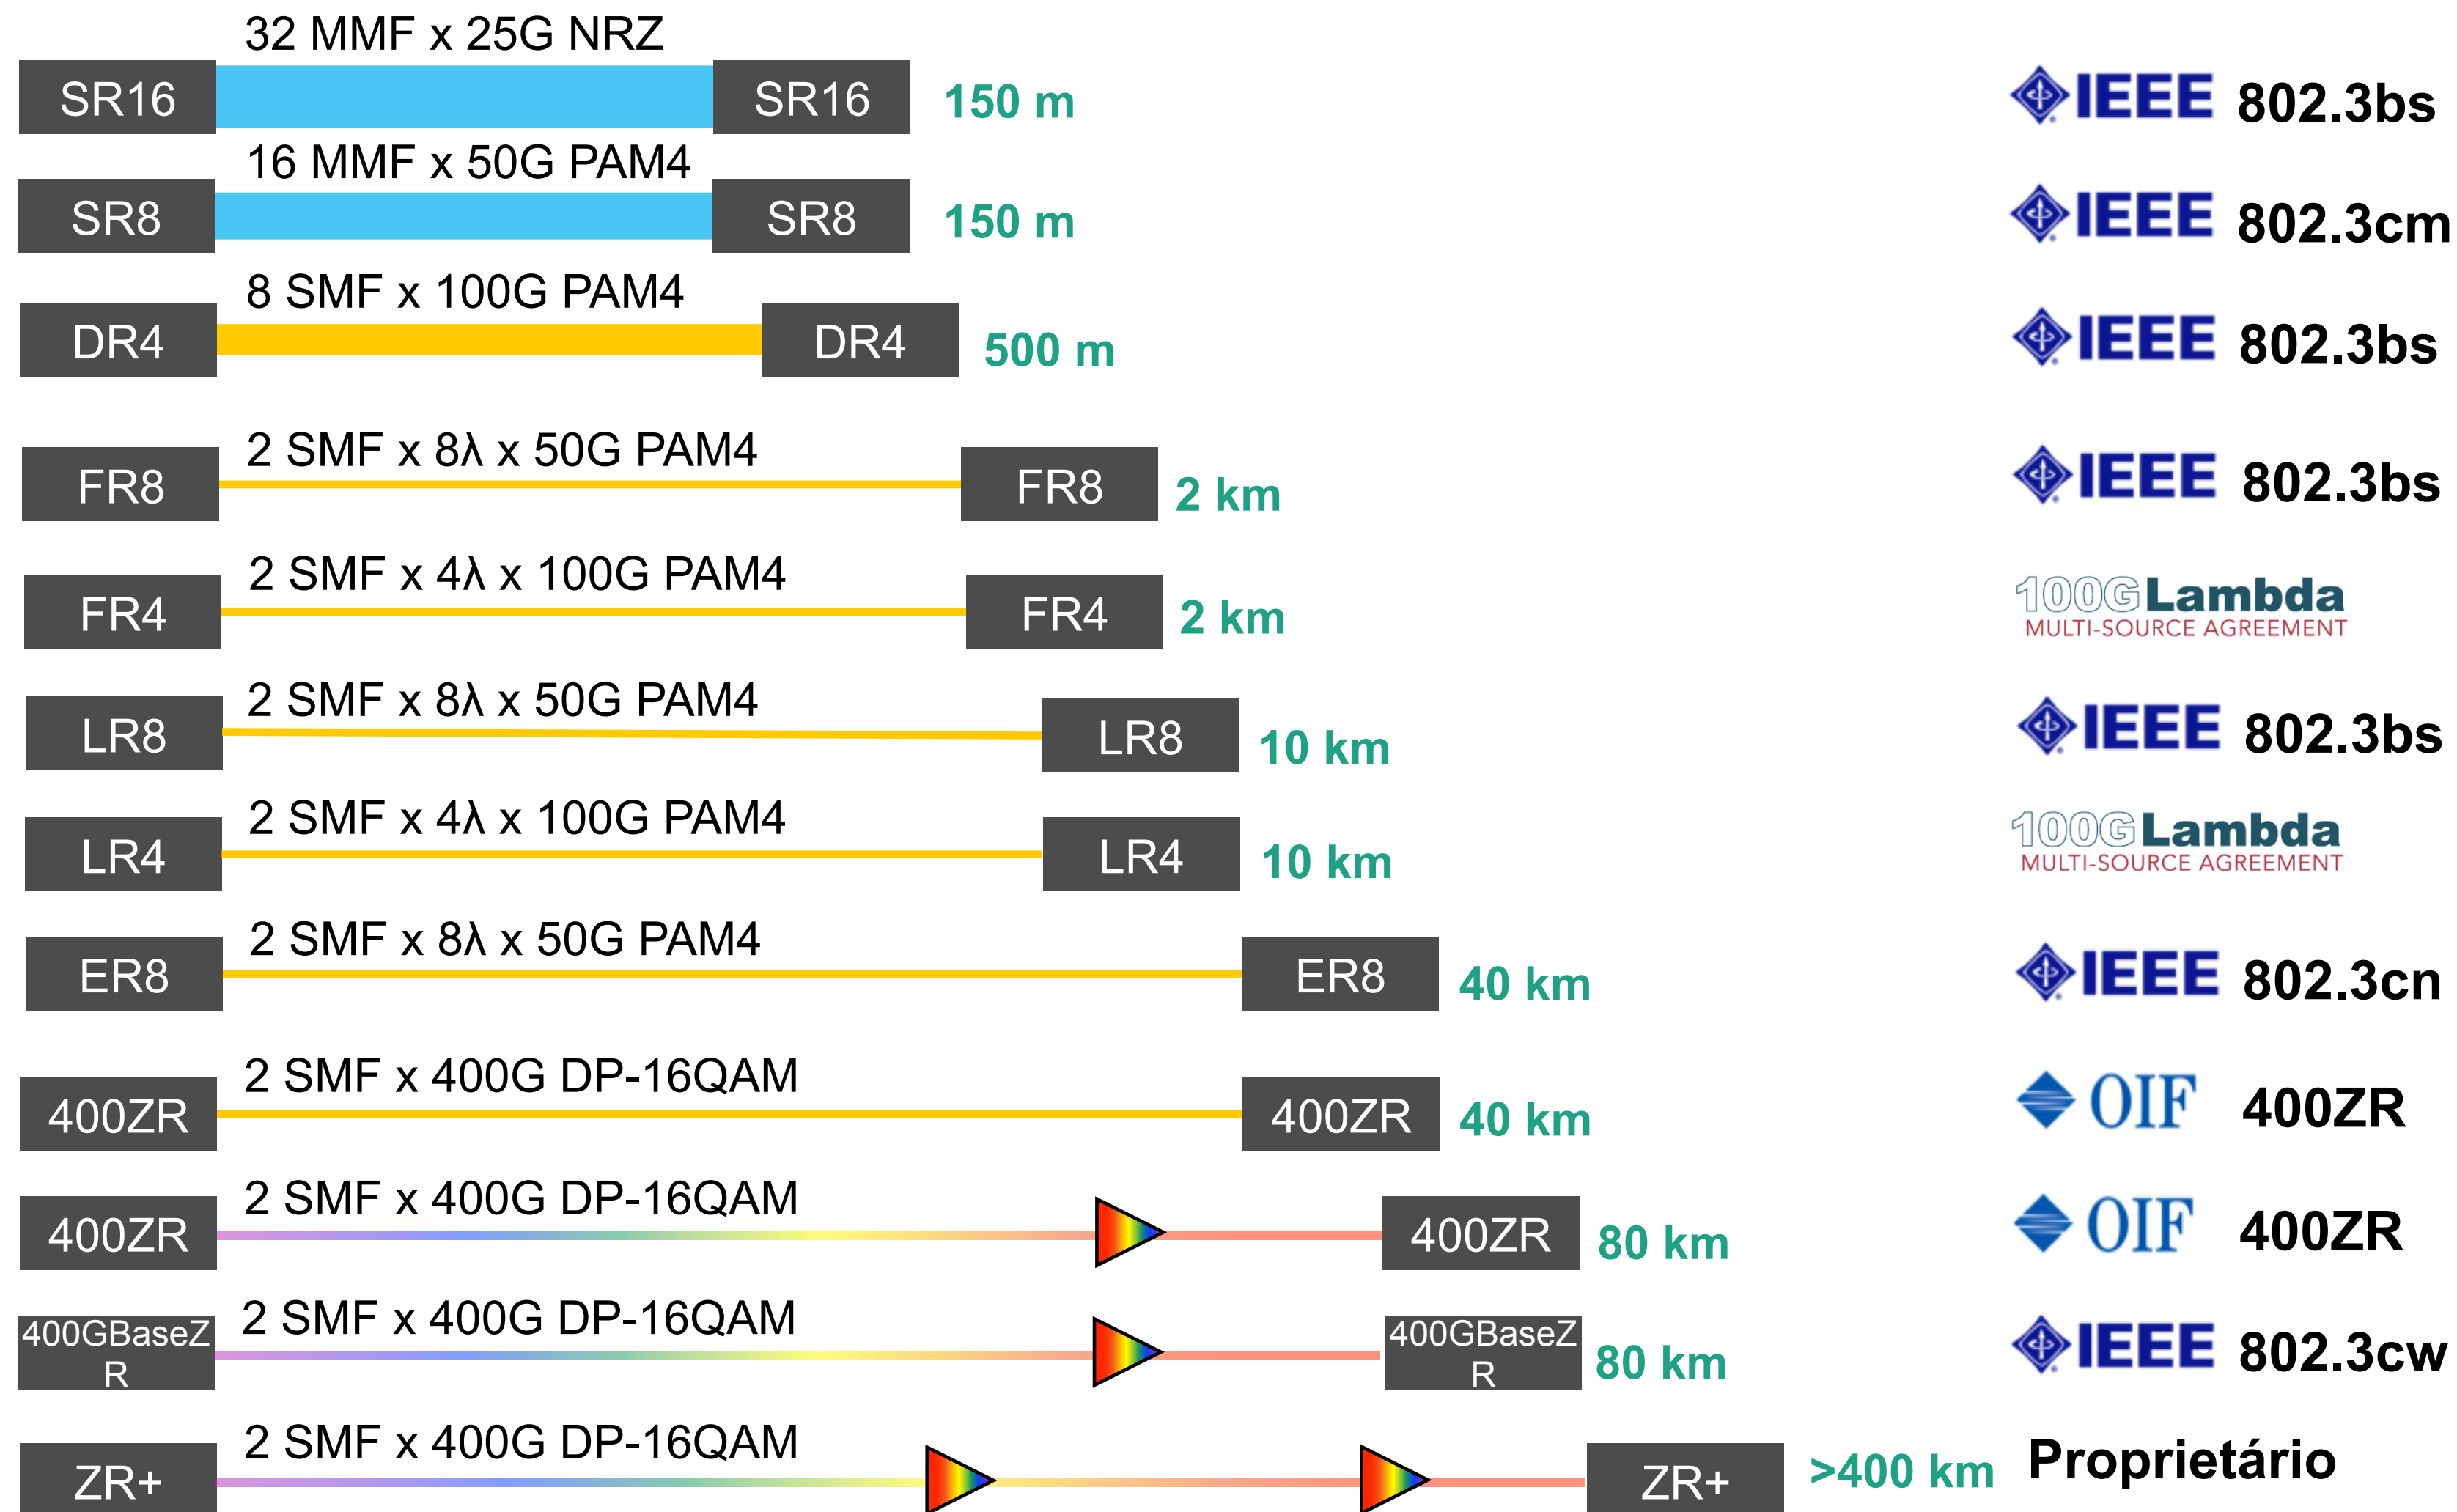 32 MMF x 25G NRZ
SR16 SR16 150 m IEEE 802.3bs
16 MMF x 50G PAM4
SR8 SR8 150 m IEEE 802.3cm
8 SMF x 100G PAM4
DR4 DR4 500 m IEEE 802.3bs
2 SMF x 8λ x 50G PAM4
FR8 FR8 2 km IEEE 802.3bs
2 SMF x 4λ x 100G PAM4
FR4 FR4 2 km 100G Lambda
MULTI-SOURCE AGREEMENT
2 SMF x 8λ x 50G PAM4
LR8 LR8 10 km IEEE 802.3bs
2 SMF x 4λ x 100G PAM4
LR4 LR4 10 km 100G Lambda
MULTI-SOURCE AGREEMENT
2 SMF x 8λ x 50G PAM4
ER8 ER8 40 km IEEE 802.3cn
2 SMF x 400G DP-16QAM
400ZR 400ZR 40 km OIF 400ZR
2 SMF x 400G DP-16QAM
400ZR 400ZR 80 km OIF 400ZR
2 SMF x 400G DP-16QAM
400GBaseZ 400GBaseZ
R R 80 km IEEE 802.3cw
2 SMF x 400G DP-16QAM
ZR+ ZR+ >400 km Proprietário